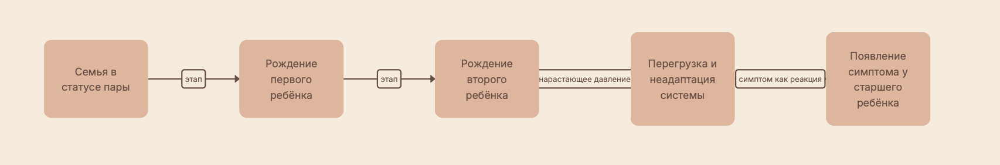 Семья в
статусе пары
этап
Рождение
первого
ребёнка
этап
Рождение
второго
ребёнка
нарастающее давление
Перегрузка и
неадаптация
системы
симптом как реакция
Появление
симптома у
старшего
ребёнка